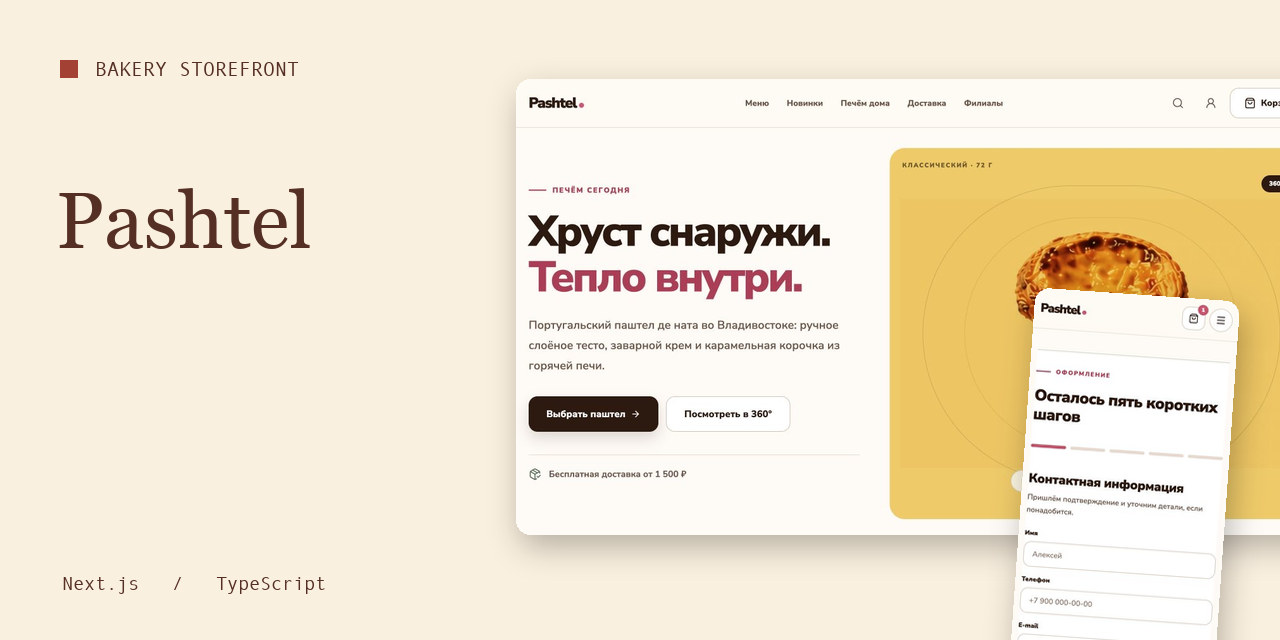 BAKERY STOREFRONT
Pashtel
Next.js / TypeScript
Pashtel.
Меню Новинки Печём дома Доставка Филиалы
ПЕЧЁМ СЕГОДНЯ
Хруст снаружи.
Тепло внутри.
Португальский паштел де ната во Владивостоке: ручное
слоёное тесто, заварной крем и карамельная корочка из
горячей печи.
Выбрать паштел →
Посмотреть в 360°
Бесплатная доставка от 1 500 ₽
КЛАССИЧЕСКИЙ · 72 Г
360
Pashtel.
ОФОРМЛЕНИЕ
Осталось пять коротких
шагов
Контактная информация
Пришлём подтверждение и уточним детали, если
понадобится.
Имя
Алексей
Телефон
+7 900 000-00-00
E-mail